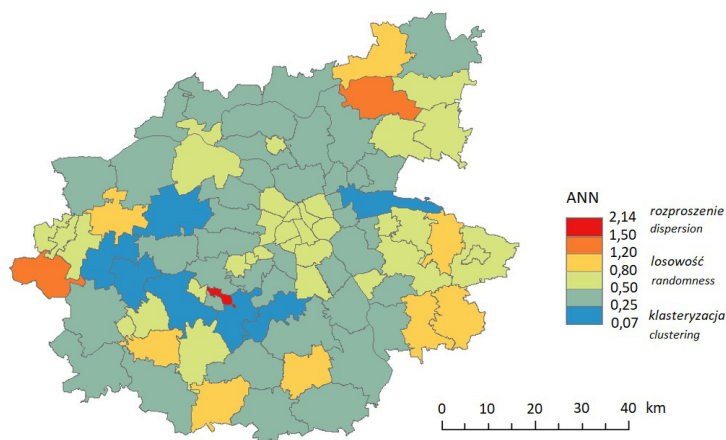 ANN
2,14 rozproszenie
1,50 dispersion
1,20
0,80 losowość
0,50 randomness
0,25
0,07 klasteryzacja
clustering
0 10 20 30 40 km